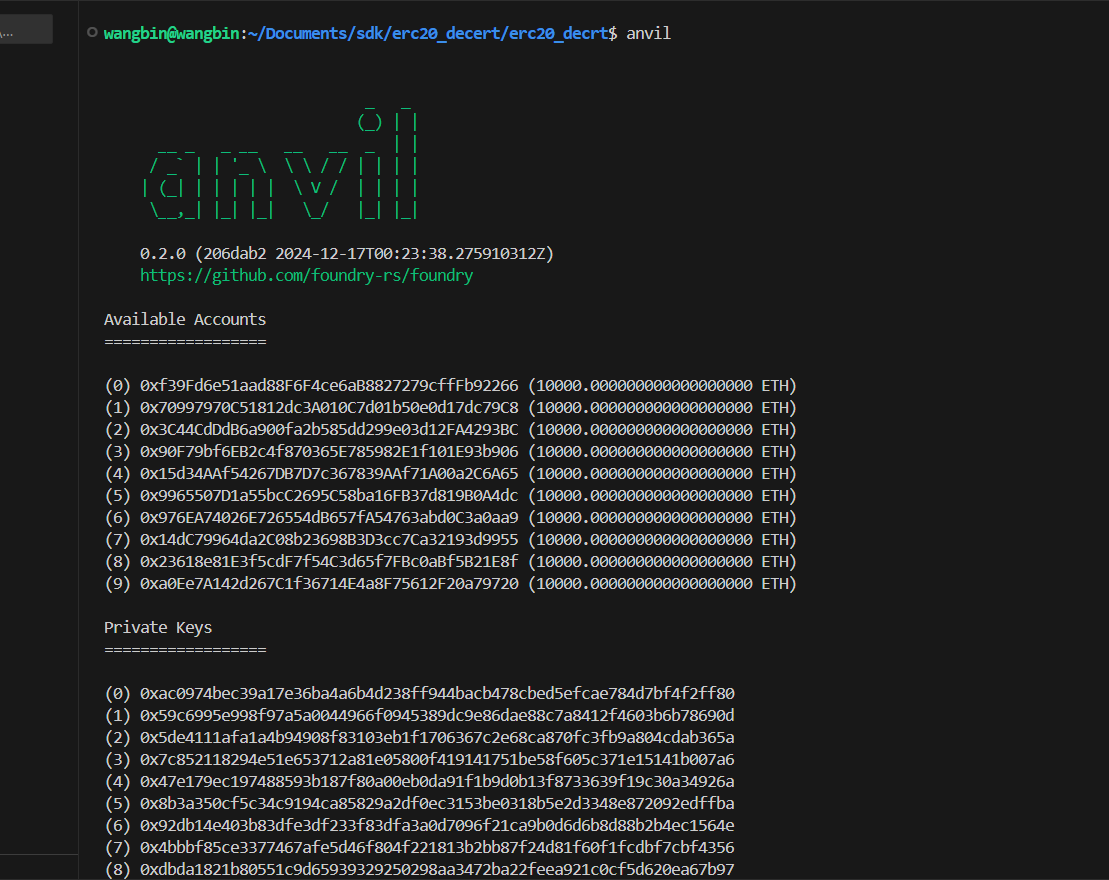 \...
wangbin@wangbin:~/Documents/sdk/erc20_decert/erc20_decrt$ anvil
                             _   _
                            (_) | |
      __ _   _ __   __   __  _  | |
     / _` | | '_ \  \ \ / / | | | |
    | (_| | | | | |  \ V /  | | | |
     \__,_| |_| |_|   \_/   |_| |_|
0.2.0 (206dab2 2024-12-17T00:23:38.275910312Z)
https://github.com/foundry-rs/foundry
Available Accounts
==================
(0) 0xf39Fd6e51aad88F6F4ce6aB8827279cffFb92266 (10000.000000000000000000 ETH)
(1) 0x70997970C51812dc3A010C7d01b50e0d17dc79C8 (10000.000000000000000000 ETH)
(2) 0x3C44CdDdB6a900fa2b585dd299e03d12FA4293BC (10000.000000000000000000 ETH)
(3) 0x90F79bf6EB2c4f870365E785982E1f101E93b906 (10000.000000000000000000 ETH)
(4) 0x15d34AAf54267DB7D7c367839AAf71A00a2C6A65 (10000.000000000000000000 ETH)
(5) 0x9965507D1a55bcC2695C58ba16FB37d819B0A4dc (10000.000000000000000000 ETH)
(6) 0x976EA74026E726554dB657fA54763abd0C3a0aa9 (10000.000000000000000000 ETH)
(7) 0x14dC79964da2C08b23698B3D3cc7Ca32193d9955 (10000.000000000000000000 ETH)
(8) 0x23618e81E3f5cdF7f54C3d65f7FBc0aBf5B21E8f (10000.000000000000000000 ETH)
(9) 0xa0Ee7A142d267C1f36714E4a8F75612F20a79720 (10000.000000000000000000 ETH)
Private Keys
==================
(0) 0xac0974bec39a17e36ba4a6b4d238ff944bacb478cbed5efcae784d7bf4f2ff80
(1) 0x59c6995e998f97a5a0044966f0945389dc9e86dae88c7a8412f4603b6b78690d
(2) 0x5de4111afa1a4b94908f83103eb1f1706367c2e68ca870fc3fb9a804cdab365a
(3) 0x7c852118294e51e653712a81e05800f419141751be58f605c371e15141b007a6
(4) 0x47e179ec197488593b187f80a00eb0da91f1b9d0b13f8733639f19c30a34926a
(5) 0x8b3a350cf5c34c9194ca85829a2df0ec3153be0318b5e2d3348e872092edffba
(6) 0x92db14e403b83dfe3df233f83dfa3a0d7096f21ca9b0d6d6b8d88b2b4ec1564e
(7) 0x4bbbf85ce3377467afe5d46f804f221813b2bb87f24d81f60f1fcdbf7cbf4356
(8) 0xdbda1821b80551c9d65939329250298aa3472ba22feea921c0cf5d620ea67b97